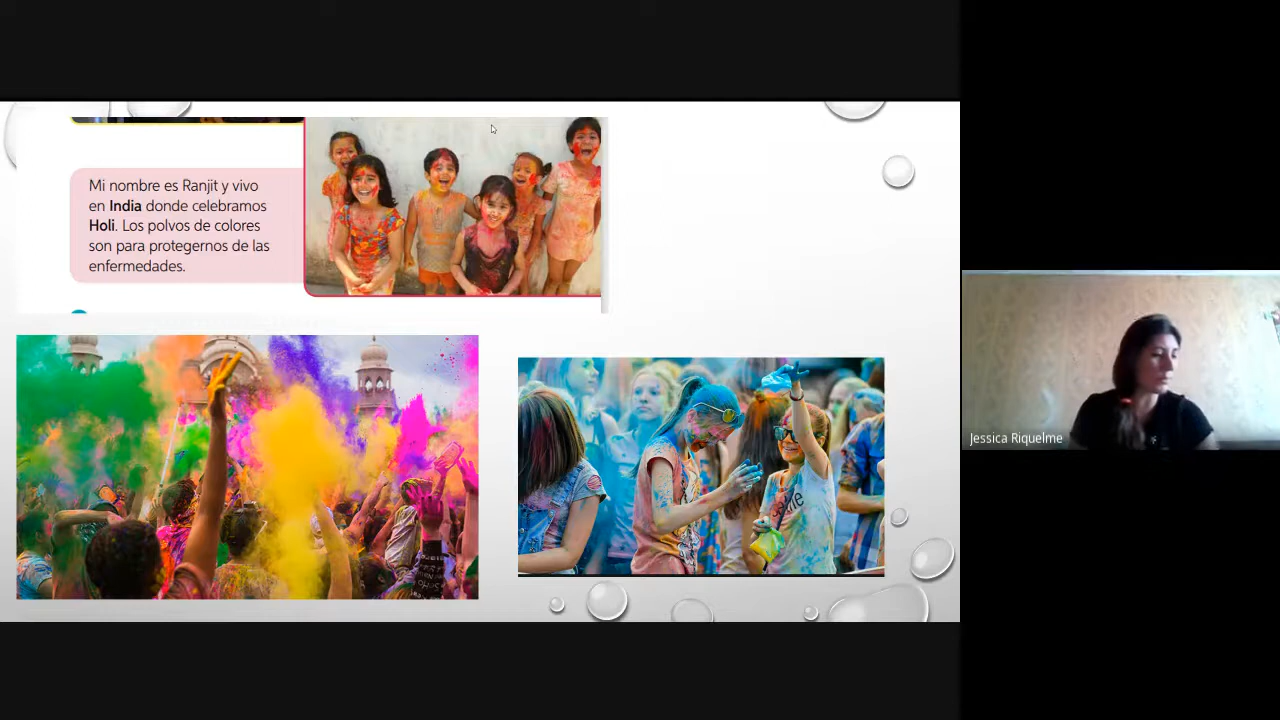 Mi nombre es Ranjit y vivo
en India donde celebramos
Holi. Los polvos de colores
son para protegernos de las
enfermedades.
Jessica Riquelme